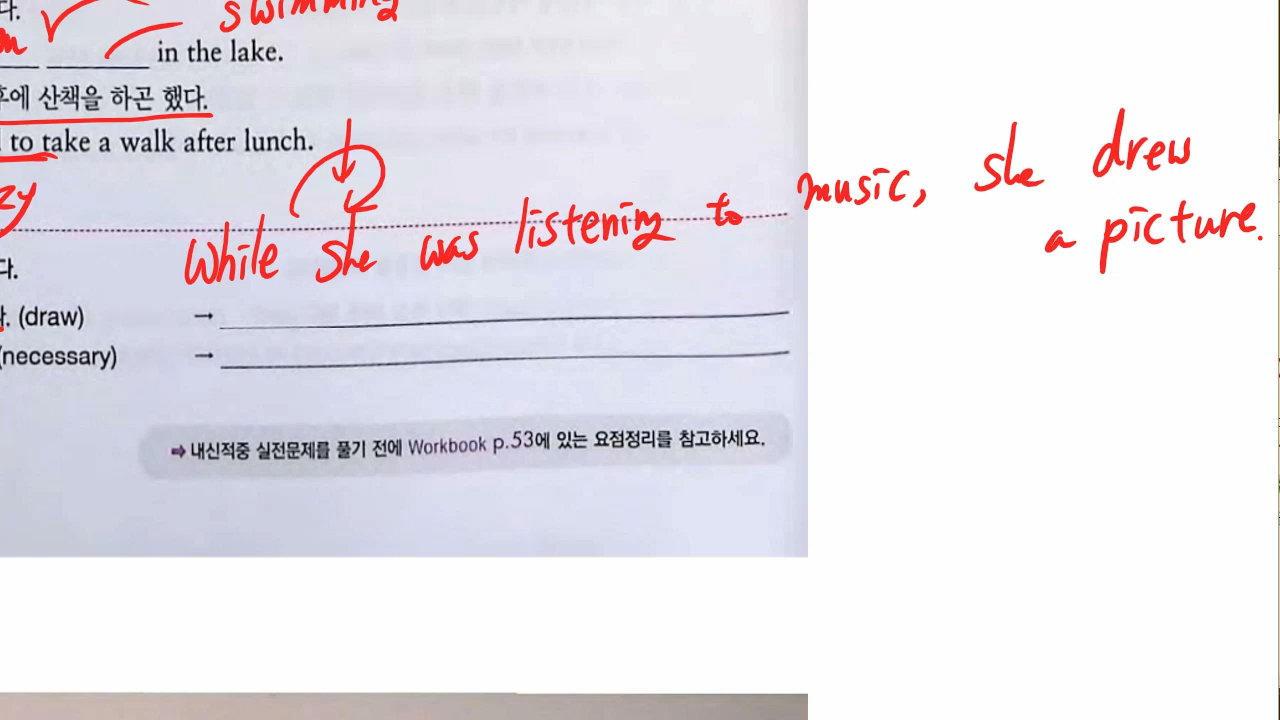 다.
swimming
in the lake.
후에 산책을 하곤 했다.
to take a walk after lunch.
zy
While she was listening to music, she drew
a picture.
다.
다. (draw) →
(necessary) →
⇨ 내신적중 실전문제를 풀기 전에 Workbook p.53에 있는 요점정리를 참고하세요.